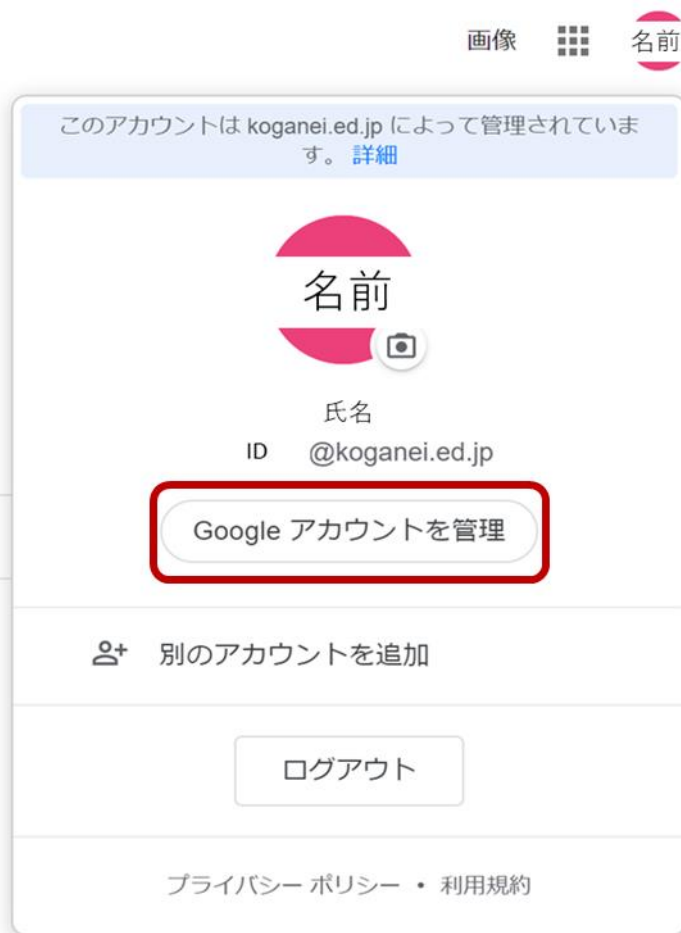 画像
名前
このアカウントは koganei.ed.jp によって管理されていま
す。 詳細
名前
氏名
ID @koganei.ed.jp
Google アカウントを管理
別のアカウントを追加
ログアウト
プライバシー ポリシー • 利用規約